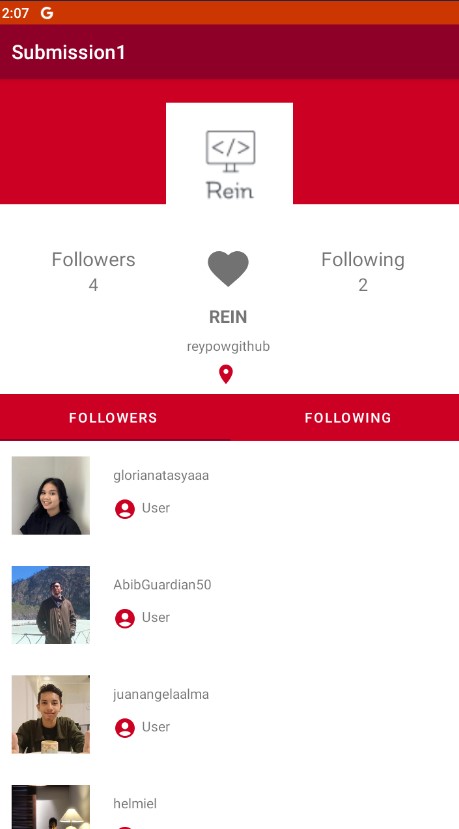 2:07 G
Submission1
</>
Rein
Followers
4
Following
2
REIN
reypowgithub
FOLLOWERS
FOLLOWING
glorianatasyaaa
User
AbibGuardian50
User
juanangelaalma
User
helmiel